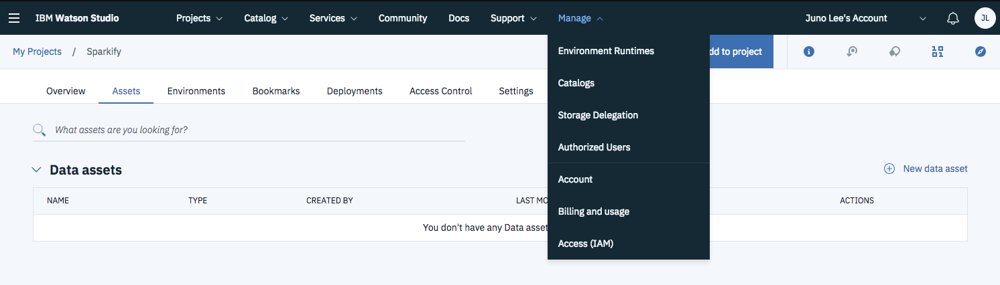 IBM Watson Studio Projects Catalog Services Community Docs Support Manage Juno Lee's Account JL
My Projects / Sparkify
dd to project
Overview Assets Environments Bookmarks Deployments Access Control Settings
What assets are you looking for?
Data assets
New data asset
NAME TYPE CREATED BY LAST MO ACTIONS
You don't have any Data asset
Environment Runtimes
Catalogs
Storage Delegation
Authorized Users
Account
Billing and usage
Access (IAM)